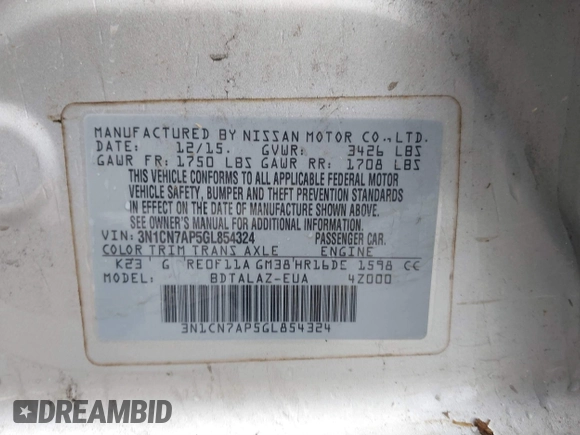 MANUFACTURED BY NISSAN MOTOR CO.,LTD.
DATE: 12/15. GVWR: 3426 LBS
GAWR FR: 1750 LBS GAWR RR: 1708 LBS
THIS VEHICLE CONFORMS TO ALL APPLICABLE FEDERAL MOTOR
VEHICLE SAFETY, BUMPER AND THEFT PREVENTION STANDARDS
IN EFFECT ON THE DATE OF MANUFACTURE SHOWN ABOVE.
SEE OWNER'S MANUAL FOR ADDITIONAL INFORMATION.
VIN: 3N1CN7AP5GL854324 PASSENGER CAR.
COLOR TRIM TRANS AXLE ENGINE
K23 G RE0F11A GM38 HR16DE 1598 CC
MODEL: BDTALAZ-EUA 4Z000
3N1CN7AP5GL854324
DREAMBID